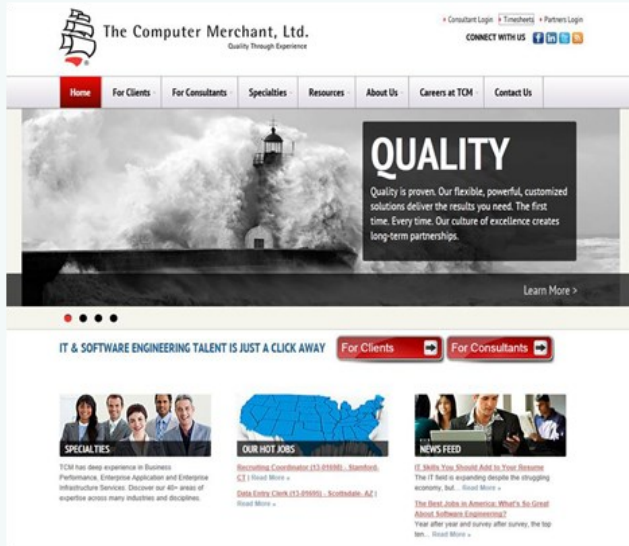 The Computer Merchant, Ltd.
Quality Through Experience
Consultant Login Timesheets Partners Login
CONNECT WITH US
Home For Clients For Consultants Specialties Resources About Us Careers at TCM Contact Us
QUALITY
Quality is proven. Our flexible, powerful, customized
solutions deliver the results you need. The first
time. Every time. Our culture of excellence creates
long-term partnerships.
Learn More >
IT & SOFTWARE ENGINEERING TALENT IS JUST A CLICK AWAY
For Clients
For Consultants
SPECIALTIES
TCM has deep experience in Business
Performance, Enterprise Application and Enterprise
Infrastructure Services. Discover our 40+ areas of
expertise across many industries and disciplines.
OUR HOT JOBS
Recruiting Coordinator (13-01698) - Stamford,
CT | Read More »
Data Entry Clerk (13-01695) - Scottsdale, AZ |
Read More »
NEWS FEED
IT Skills You Should Add to Your Resume
The IT field is expanding despite the struggling
economy, but... Read More »
The Best Jobs in America: What's So Great
About Software Engineering?
Year after year and survey after survey, the top
ten... Read More »